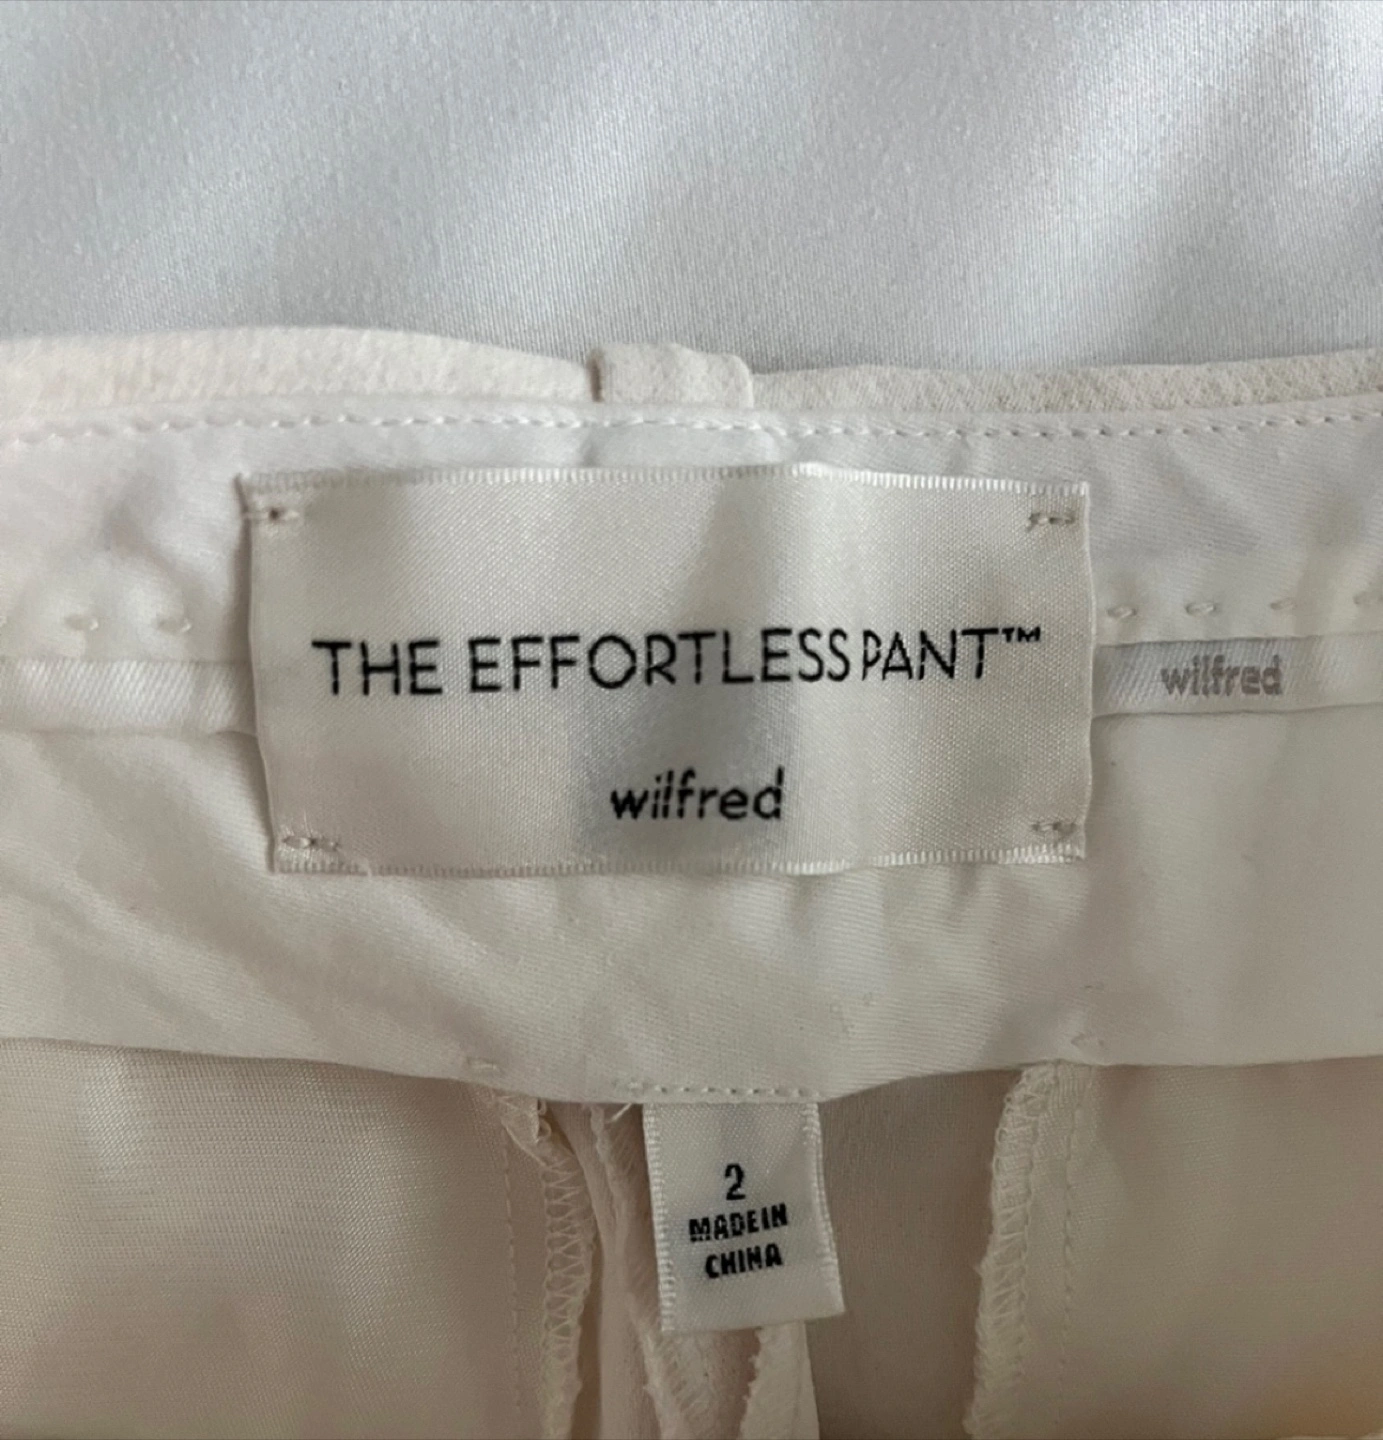 THE EFFORTLESS PANT™
wilfred
wilfred
2
MADE IN
CHINA